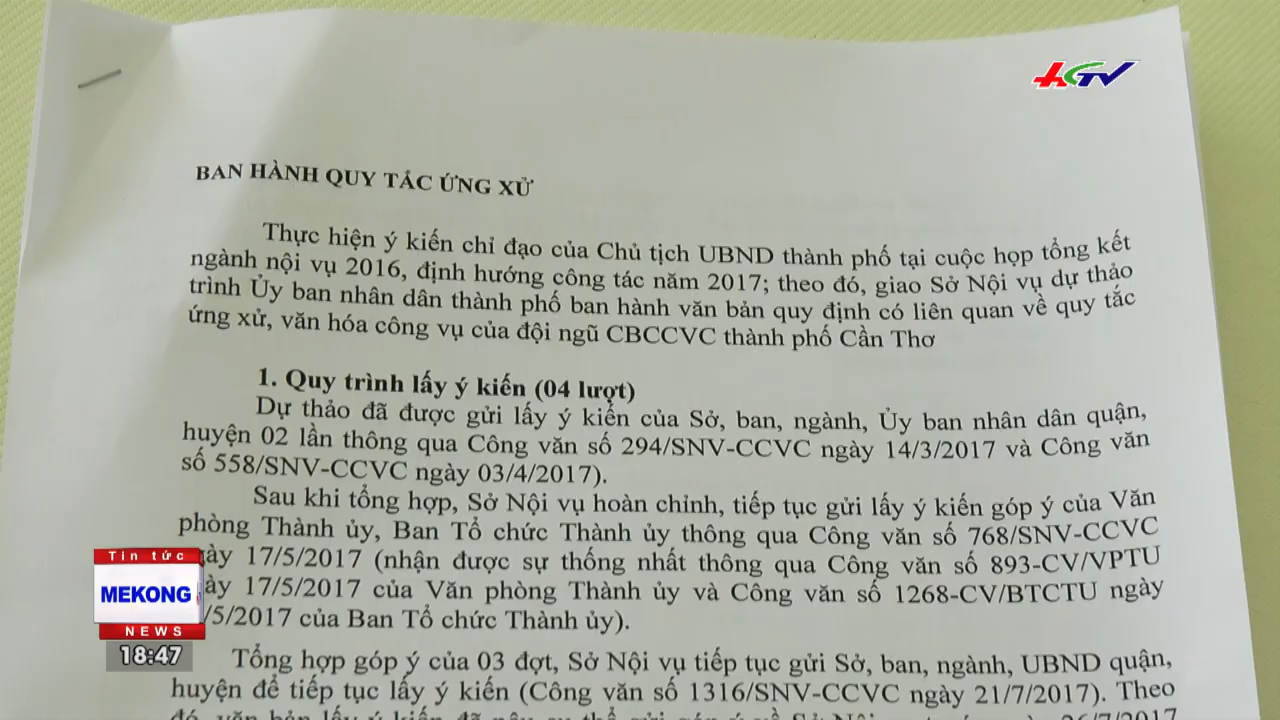 HGTV
BAN HÀNH QUY TẮC ỨNG XỬ
Thực hiện ý kiến chỉ đạo của Chủ tịch UBND thành phố tại cuộc họp tổng kết
ngành nội vụ 2016, định hướng công tác năm 2017; theo đó, giao Sở Nội vụ dự thảo
trình Ủy ban nhân dân thành phố ban hành văn bản quy định có liên quan về quy tắc
ứng xử, văn hóa công vụ của đội ngũ CBCCVC thành phố Cần Thơ
1. Quy trình lấy ý kiến (04 lượt)
Dự thảo đã được gửi lấy ý kiến của Sở, ban, ngành, Ủy ban nhân dân quận,
huyện 02 lần thông qua Công văn số 294/SNV-CCVC ngày 14/3/2017 và Công văn
số 558/SNV-CCVC ngày 03/4/2017).
Sau khi tổng hợp, Sở Nội vụ hoàn chỉnh, tiếp tục gửi lấy ý kiến góp ý của Văn
phòng Thành ủy, Ban Tổ chức Thành ủy thông qua Công văn số 768/SNV-CCVC
17/5/2017 (nhận được sự thống nhất thông qua Công văn số 893-CV/VPTU
17/5/2017 của Văn phòng Thành ủy và Công văn số 1268-CV/BTCTU ngày
/5/2017 của Ban Tổ chức Thành ủy).
Tổng hợp góp ý của 03 đợt, Sở Nội vụ tiếp tục gửi Sở, ban, ngành, UBND quận,
huyện để tiếp tục lấy ý kiến (Công văn số 1316/SNV-CCVC ngày 21/7/2017). Theo
Tin tức
MEKONG
NEWS
18:47